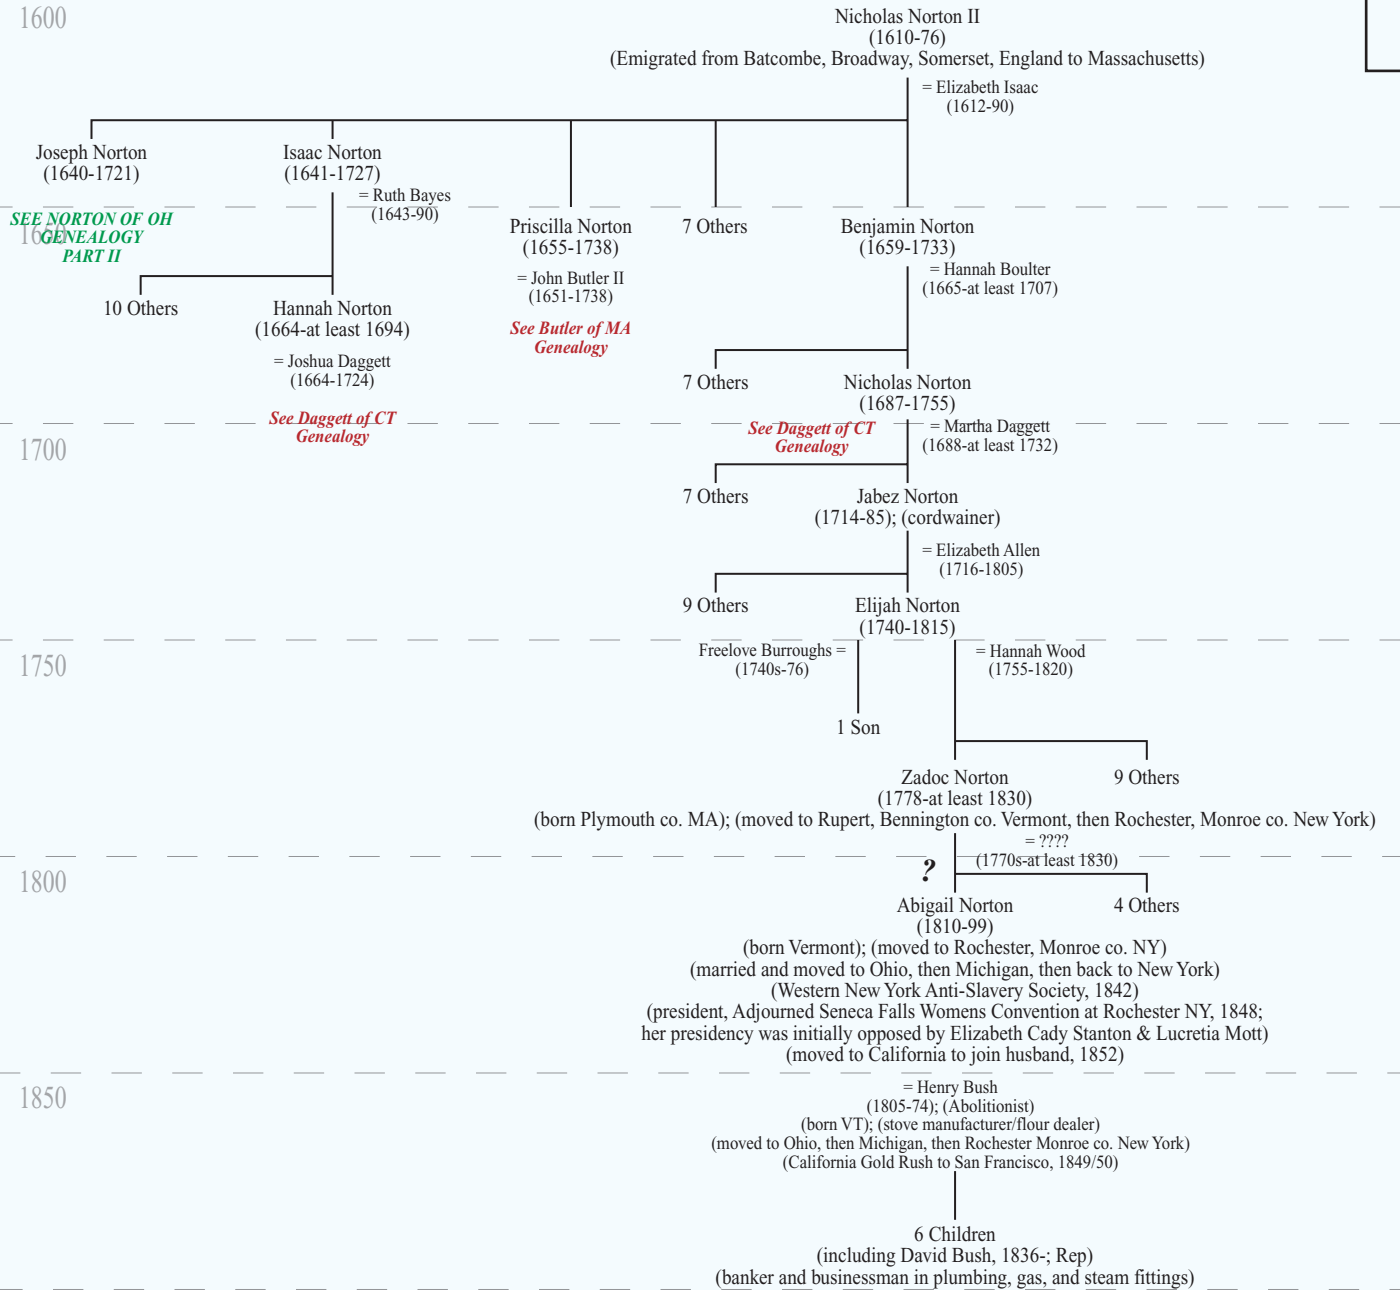 1600
Nicholas Norton II
(1610-76)
(Emigrated from Batcombe, Broadway, Somerset, England to Massachusetts)
= Elizabeth Isaac
(1612-90)
Joseph Norton
(1640-1721)
Isaac Norton
(1641-1727)
= Ruth Bayes
(1643-90)
SEE NORTON OF OH
GENEALOGY
PART II
1650
Priscilla Norton
(1655-1738)
= John Butler II
(1651-1738)
See Butler of MA
Genealogy
7 Others
Benjamin Norton
(1659-1733)
= Hannah Boulter
(1665-at least 1707)
10 Others
Hannah Norton
(1664-at least 1694)
= Joshua Daggett
(1664-1724)
See Daggett of CT
Genealogy
7 Others
Nicholas Norton
(1687-1755)
See Daggett of CT
Genealogy
= Martha Daggett
(1688-at least 1732)
1700
7 Others
Jabez Norton
(1714-85); (cordwainer)
= Elizabeth Allen
(1716-1805)
9 Others
Elijah Norton
(1740-1815)
1750
Freelove Burroughs =
(1740s-76)
= Hannah Wood
(1755-1820)
1 Son
Zadoc Norton
(1778-at least 1830)
9 Others
(born Plymouth co. MA); (moved to Rupert, Bennington co. Vermont, then Rochester, Monroe co. New York)
= ????
(1770s-at least 1830)
?
1800
Abigail Norton
(1810-99)
4 Others
(born Vermont); (moved to Rochester, Monroe co. NY)
(married and moved to Ohio, then Michigan, then back to New York)
(Western New York Anti-Slavery Society, 1842)
(president, Adjourned Seneca Falls Womens Convention at Rochester NY, 1848;
her presidency was initially opposed by Elizabeth Cady Stanton & Lucretia Mott)
(moved to California to join husband, 1852)
1850
= Henry Bush
(1805-74); (Abolitionist)
(born VT); (stove manufacturer/flour dealer)
(moved to Ohio, then Michigan, then Rochester Monroe co. New York)
(California Gold Rush to San Francisco, 1849/50)
6 Children
(including David Bush, 1836-; Rep)
(banker and businessman in plumbing, gas, and steam fittings)